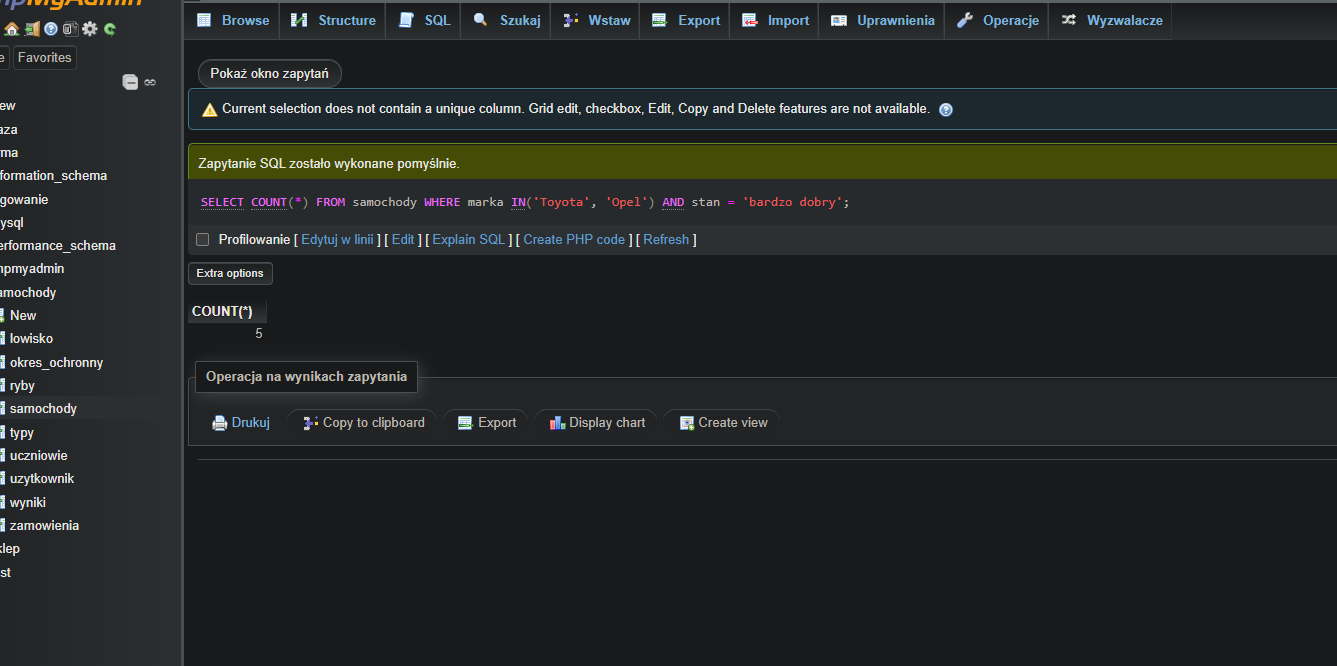 Browse Structure SQL Szukaj Wstaw Export Import Uprawnienia Operacje Wyzwalacze
Favorites
Pokaż okno zapytań
Current selection does not contain a unique column. Grid edit, checkbox, Edit, Copy and Delete features are not available.
Zapytanie SQL zostało wykonane pomyślnie.
SELECT COUNT(*) FROM samochody WHERE marka IN('Toyota', 'Opel') AND stan = 'bardzo dobry';
Profilowanie [ Edytuj w linii ] [ Edit ] [ Explain SQL ] [ Create PHP code ] [ Refresh ]
Extra options
COUNT(*)
5
Operacja na wynikach zapytania
Drukuj Copy to clipboard Export Display chart Create view
hpMyAdmin
e
ew
aza
rma
formation_schema
gowanie
ysql
erformance_schema
hpmyadmin
amochody
New
lowisko
okres_ochronny
ryby
samochody
typy
uczniowie
uzytkownik
wyniki
zamowienia
klep
st